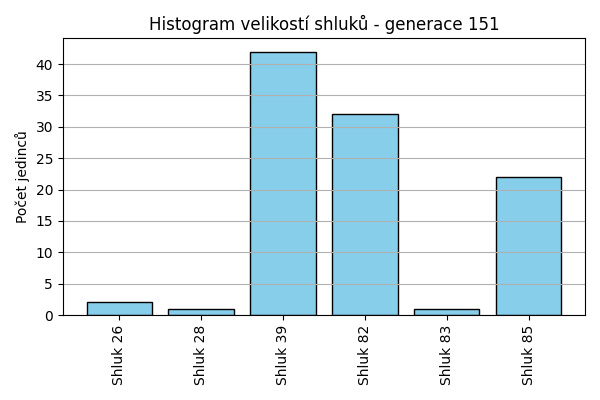 Histogram velikostí shluků - generace 151
Počet jedinců
40
35
30
25
20
15
10
5
0
Shluk 26
Shluk 28
Shluk 39
Shluk 82
Shluk 83
Shluk 85